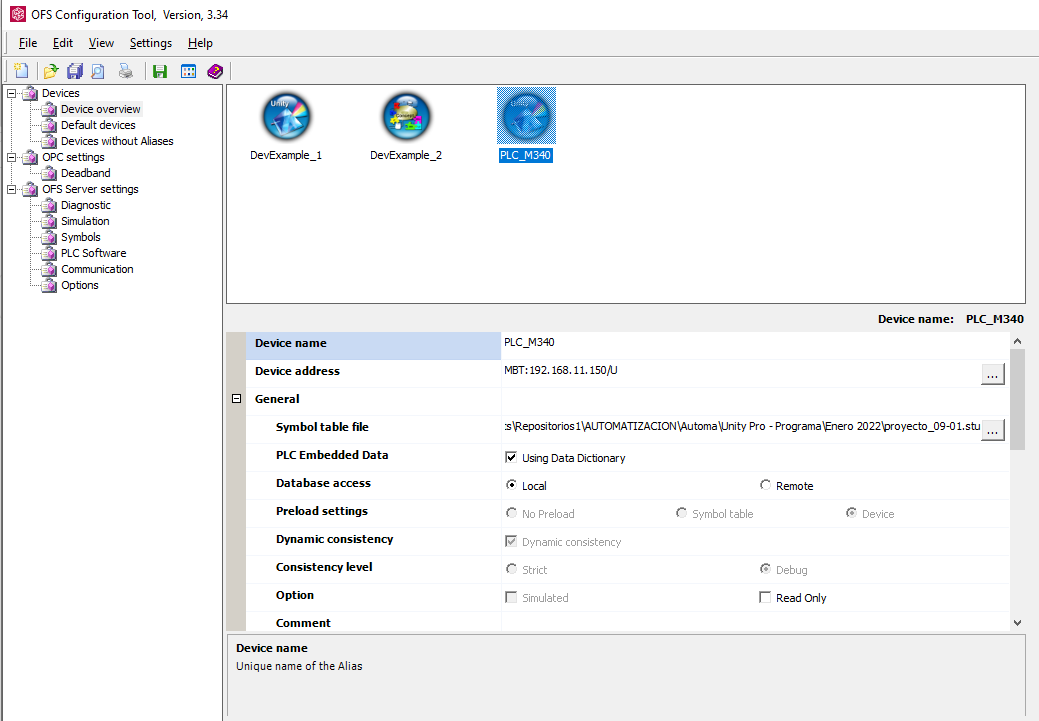 OFS Configuration Tool, Version, 3.34
File Edit View Settings Help
Devices
Device overview
Default devices
Devices without Aliases
OPC settings
Deadband
OFS Server settings
Diagnostic
Simulation
Symbols
PLC Software
Communication
Options
Unity
DevExample_1
Concept
DevExample_2
Unity
PLC_M340
Device name: PLC_M340
Device name PLC_M340
Device address MBT:192.168.11.150/U ...
General
Symbol table file :s\Repositorios1\AUTOMATIZACION\Automa\Unity Pro - Programa\Enero 2022\proyecto_09-01.stu ...
PLC Embedded Data Using Data Dictionary
Database access Local Remote
Preload settings No Preload Symbol table Device
Dynamic consistency Dynamic consistency
Consistency level Strict Debug
Option Simulated Read Only
Comment
Device name
Unique name of the Alias